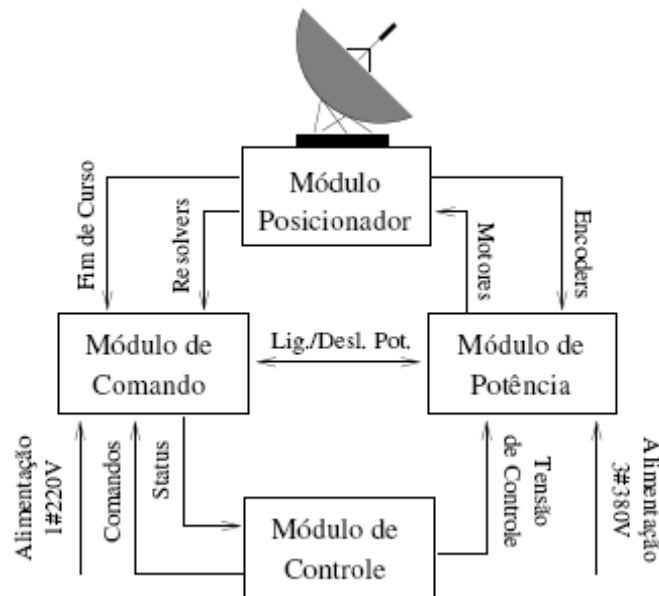 Módulo
Posicionador
Fim de Curso
Resolvers
Motores
Encoders
Módulo de
Comando
Lig./Desl. Pot.
Módulo de
Potência
Alimentação
1#220V
Comandos
Status
Módulo de
Controle
Tensão
de Controle
Alimentação
3#380V